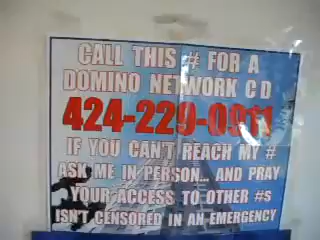 CALL THIS # FOR A
DOMINO NETWORK CD
424-229-0911
IF YOU CAN'T REACH MY #
ASK ME IN PERSON... AND PRAY
YOUR ACCESS TO OTHER #S
ISN'T CENSORED IN AN EMERGENCY